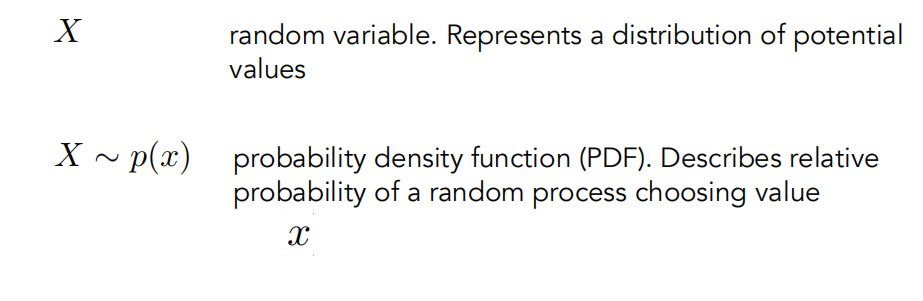 X random variable. Represents a distribution of potential
values
X ∼ p(x) probability density function (PDF). Describes relative
probability of a random process choosing value
x